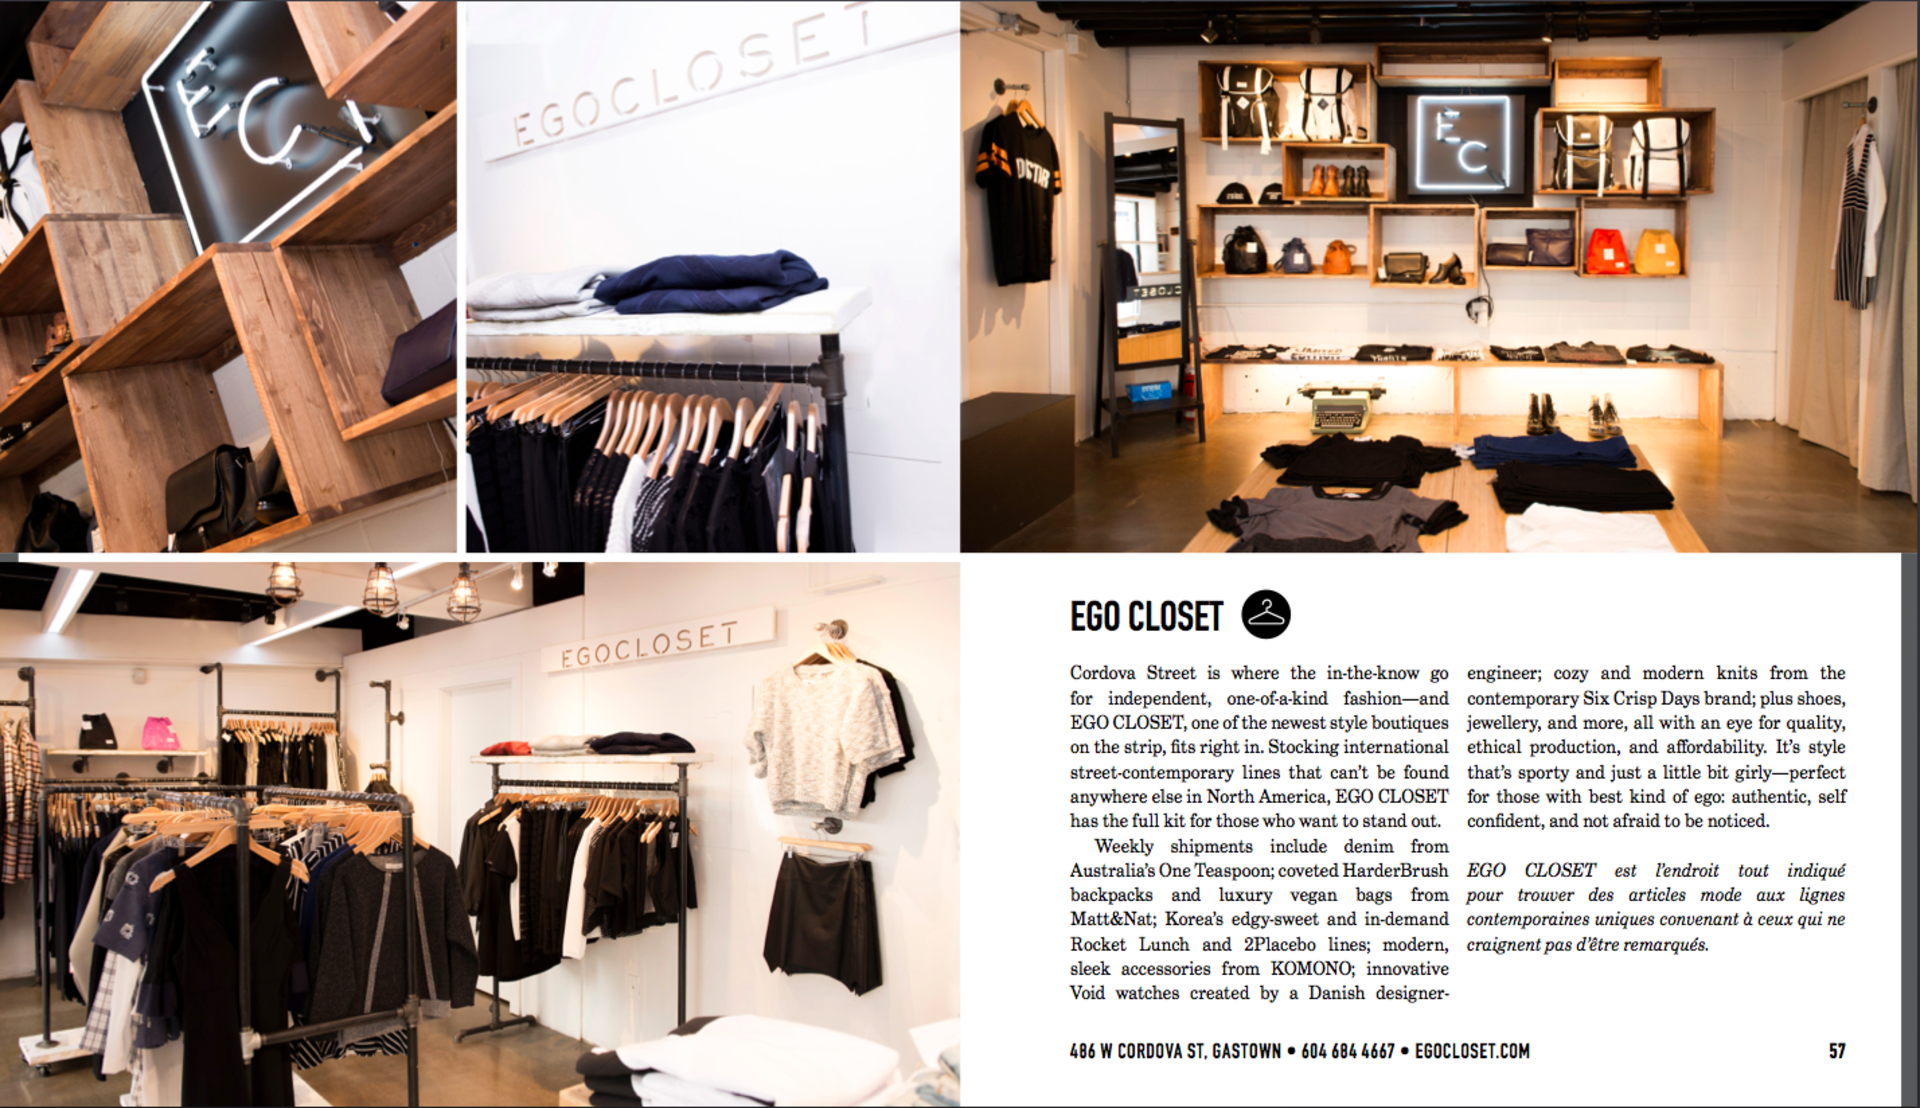 EC
EGOCLOSET
EC
EGOCLOSET
EGO CLOSET
Cordova Street is where the in-the-know go
for independent, one-of-a-kind fashion—and
EGO CLOSET, one of the newest style boutiques
on the strip, fits right in. Stocking international
street-contemporary lines that can't be found
anywhere else in North America, EGO CLOSET
has the full kit for those who want to stand out.
Weekly shipments include denim from
Australia's One Teaspoon; coveted HarderBrush
backpacks and luxury vegan bags from
Matt&Nat; Korea's edgy-sweet and in-demand
Rocket Lunch and 2Placebo lines; modern,
sleek accessories from KOMONO; innovative
Void watches created by a Danish designer-
engineer; cozy and modern knits from the
contemporary Six Crisp Days brand; plus shoes,
jewellery, and more, all with an eye for quality,
ethical production, and affordability. It's style
that's sporty and just a little bit girly—perfect
for those with best kind of ego: authentic, self
confident, and not afraid to be noticed.
EGO CLOSET est l'endroit tout indiqué
pour trouver des articles mode aux lignes
contemporaines uniques convenant à ceux qui ne
craignent pas d'être remarqués.
486 W CORDOVA ST, GASTOWN • 604 684 4667 • EGOCLOSET.COM
57